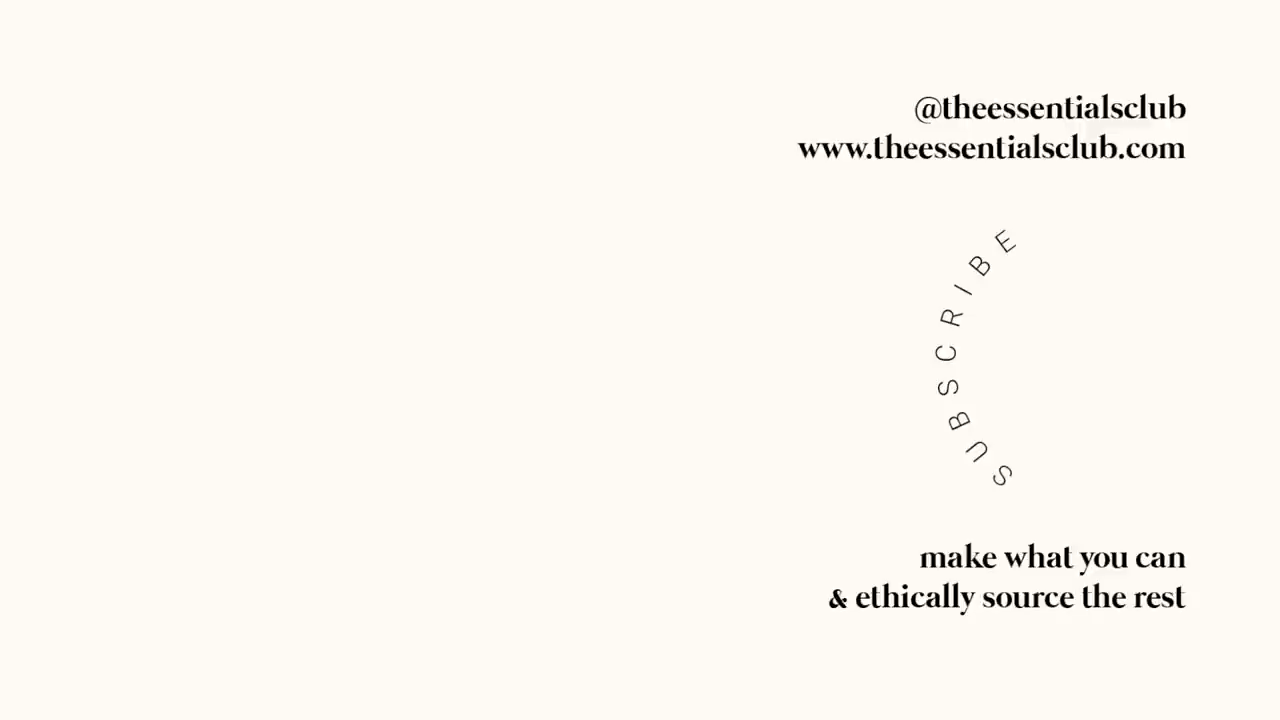 @theessentialsclub
www.theessentialsclub.com
SUBSCRIBE
make what you can
& ethically source the rest